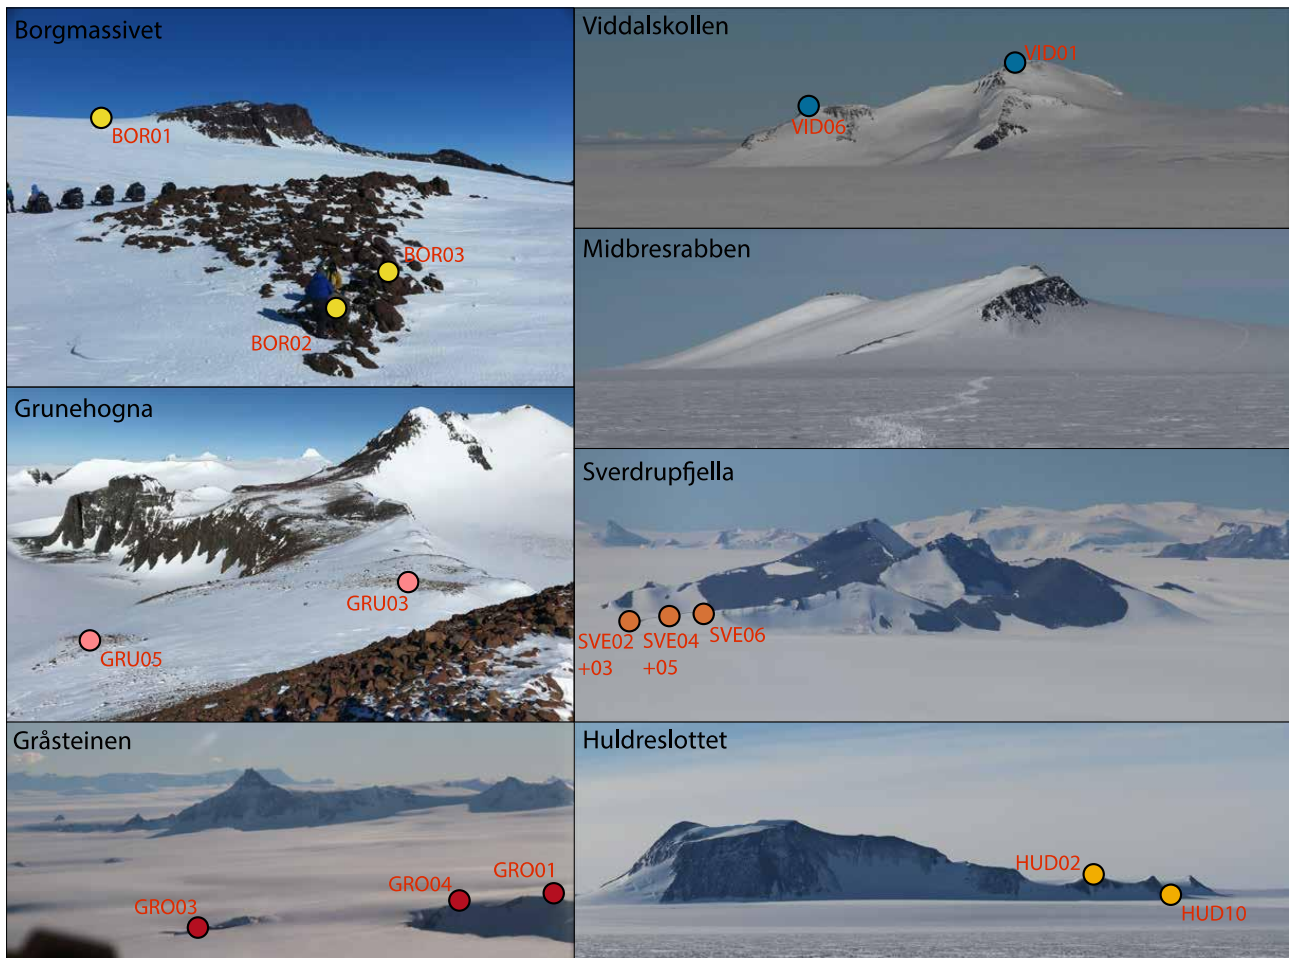 Borgmassivet
BOR01
BOR03
BOR02
Viddalskollen
VID01
VID06
Midbresrabben
Grunehogna
GRU03
GRU05
Sverdrupfjella
SVE02
+03
SVE04
+05
SVE06
Gråsteinen
GRO01
GRO04
GRO03
Huldreslottet
HUD02
HUD10